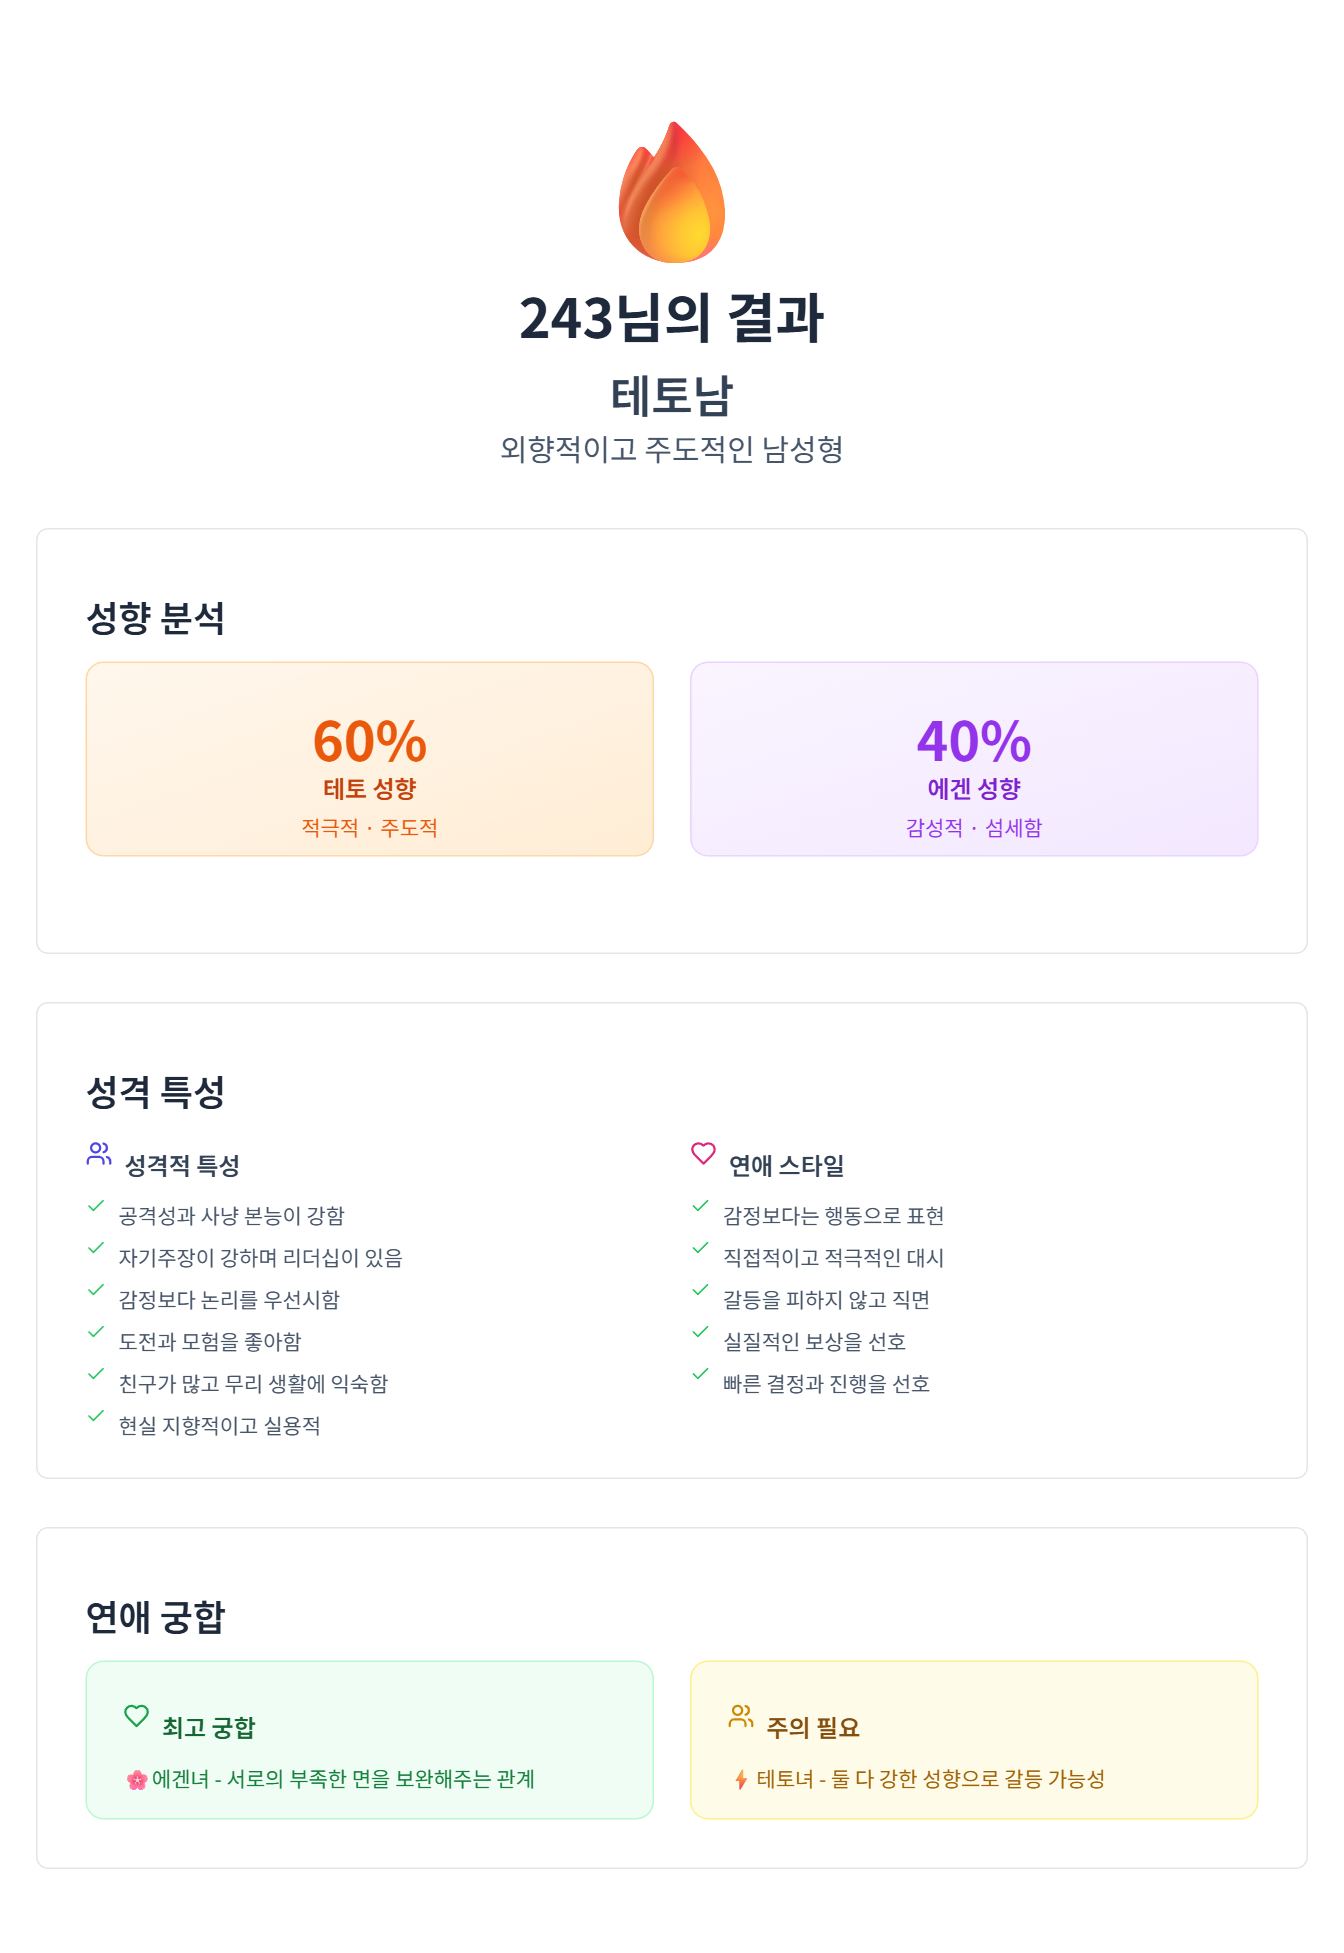 243님의 결과
테토남
외향적이고 주도적인 남성형
성향 분석
60%
테토 성향
적극적 · 주도적
40%
에겐 성향
감성적 · 섬세함
성격 특성
성격적 특성
공격성과 사냥 본능이 강함
자기주장이 강하며 리더십이 있음
감정보다 논리를 우선시함
도전과 모험을 좋아함
친구가 많고 무리 생활에 익숙함
현실 지향적이고 실용적
연애 스타일
감정보다는 행동으로 표현
직접적이고 적극적인 대시
갈등을 피하지 않고 직면
실질적인 보상을 선호
빠른 결정과 진행을 선호
연애 궁합
최고 궁합
🌸 에겐녀 - 서로의 부족한 면을 보완해주는 관계
주의 필요
⚡ 테토녀 - 둘 다 강한 성향으로 갈등 가능성